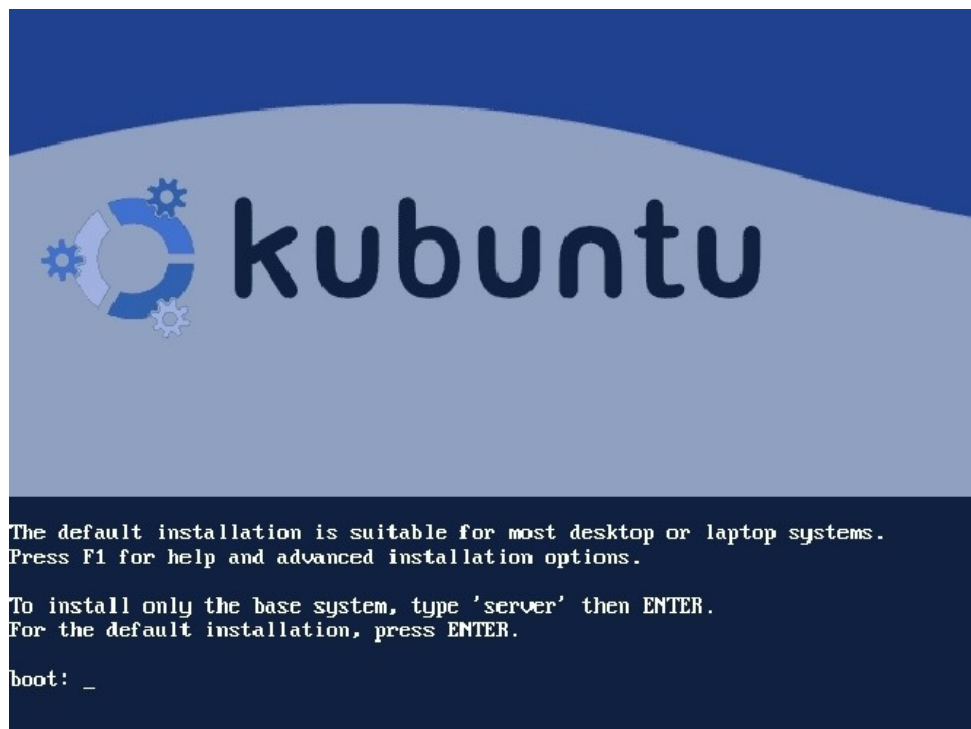 kubuntu
The default installation is suitable for most desktop or laptop systems.
Press F1 for help and advanced installation options.
To install only the base system, type 'server' then ENTER.
For the default installation, press ENTER.
boot: _